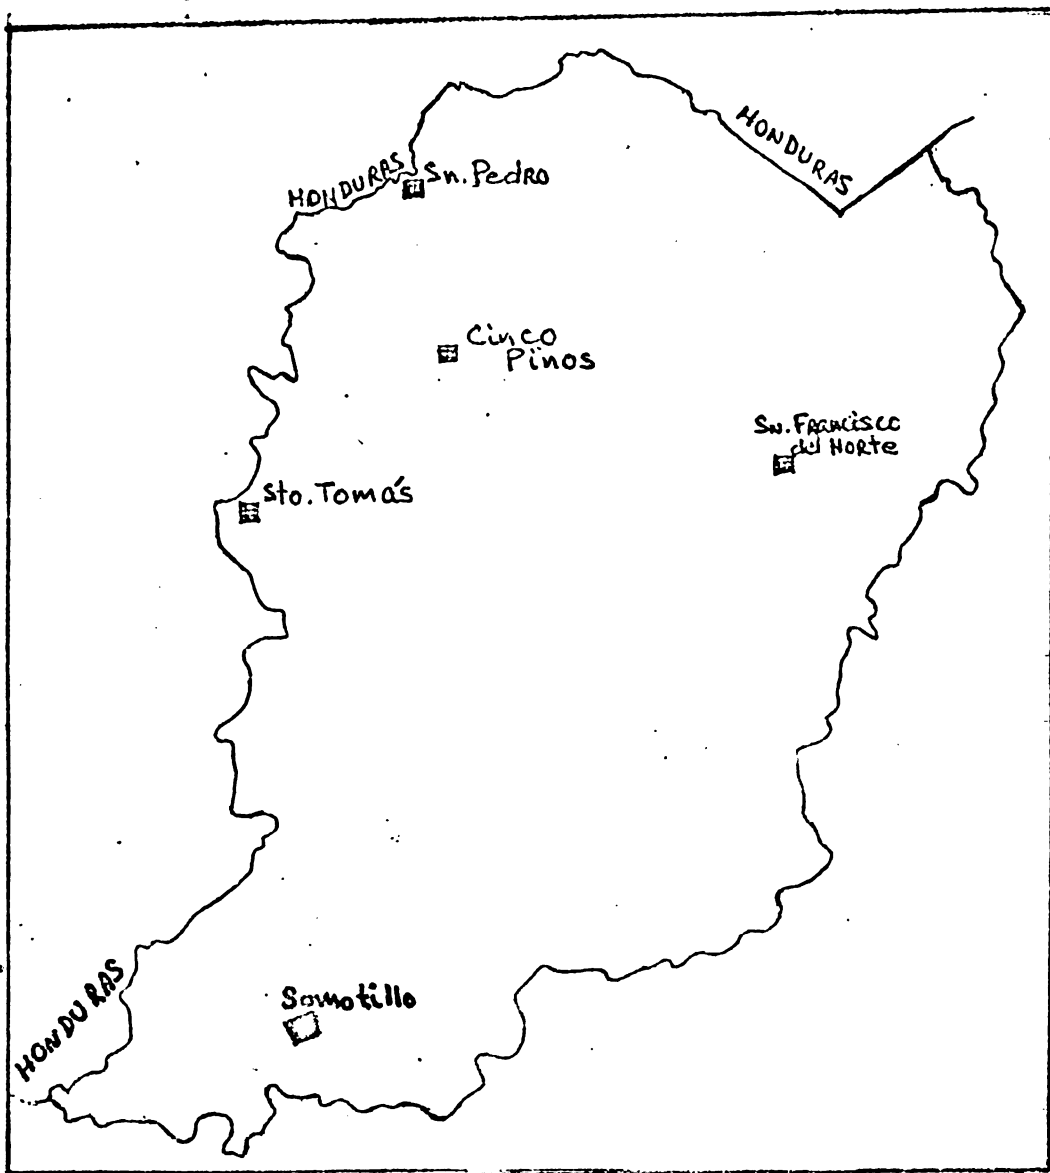 HONDURAS
HONDURAS
Sn. Pedro
Cinco
Pinos
Sn. Francisco
del Norte
Sto. Tomás
Somotillo
HONDURAS